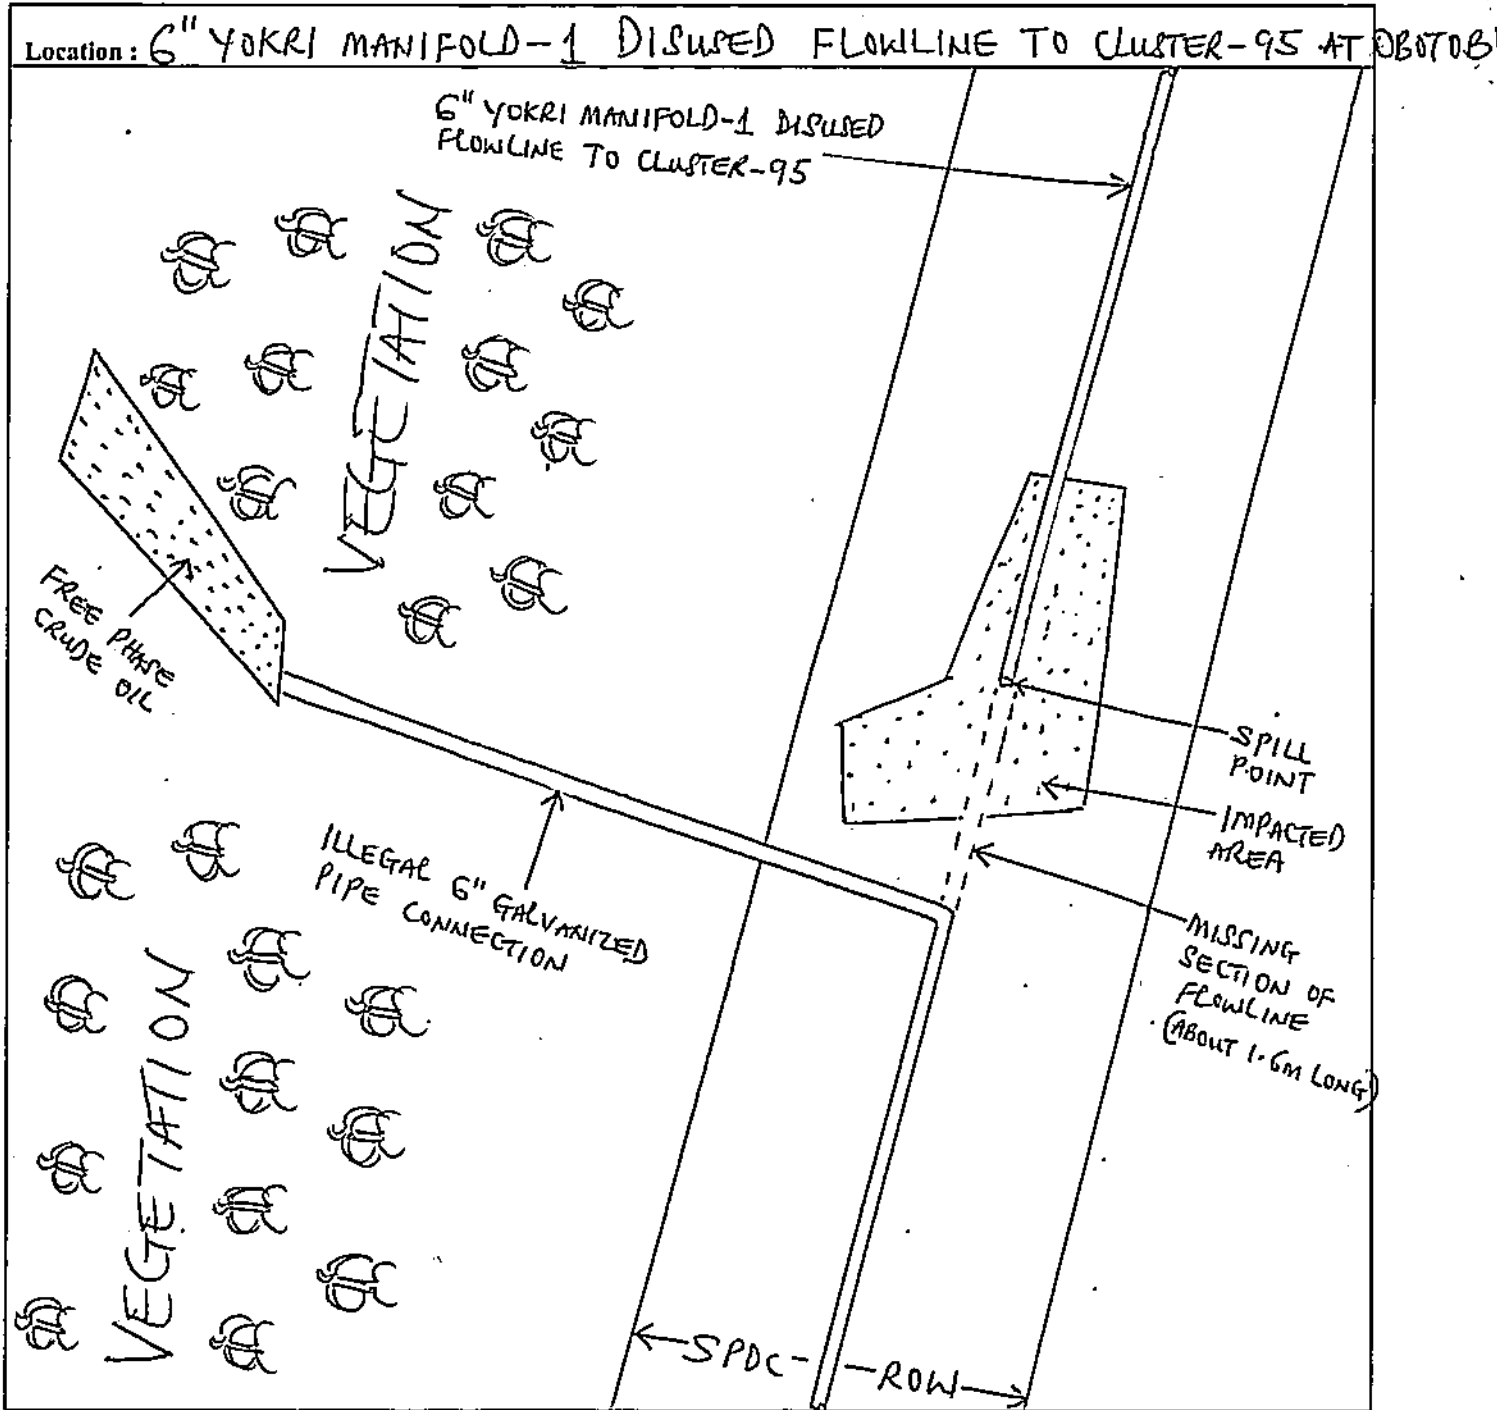 Location : 6" YOKRI MANIFOLD-1 DISUSED FLOWLINE TO CLUSTER-95 AT
6" YOKRI MANIFOLD-1 DISUSED
FLOWLINE TO CLUSTER-95
VEGETATION
FREE PHASE
CRUDE OIL
SPILL
POINT
IMPACTED
AREA
ILLEGAL 6" GALVANIZED
PIPE CONNECTION
MISSING
SECTION OF
FLOWLINE
(ABOUT 1.6M LONG)
VEGETATION
SPDC ROW